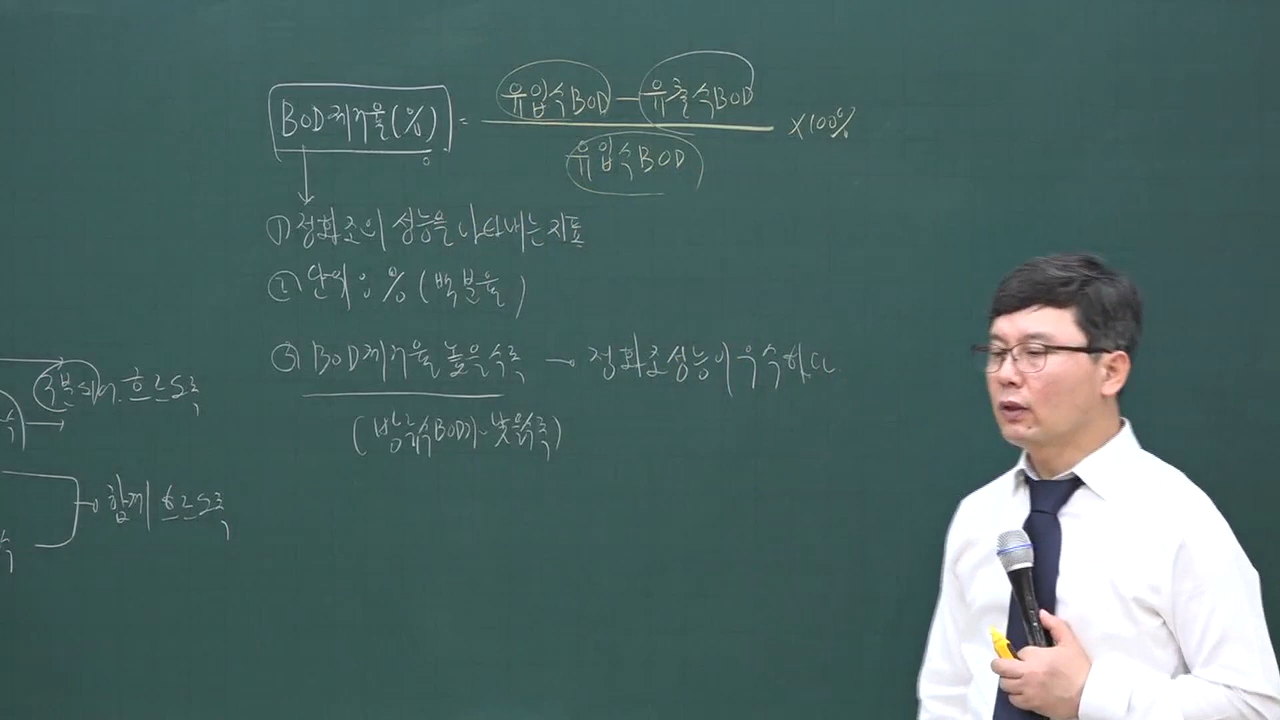 BOD제거율(%) = 유입수BOD - 유출수BOD ×100%
유입수BOD
① 정화조의 성능을 나타내는 지표
② 단위 : % (백분율)
③ BOD제거율 높을수록 → 정화조성능이 우수하다.
(방류수BOD가 낮을수록)
흐르도록
함께 흐르도록